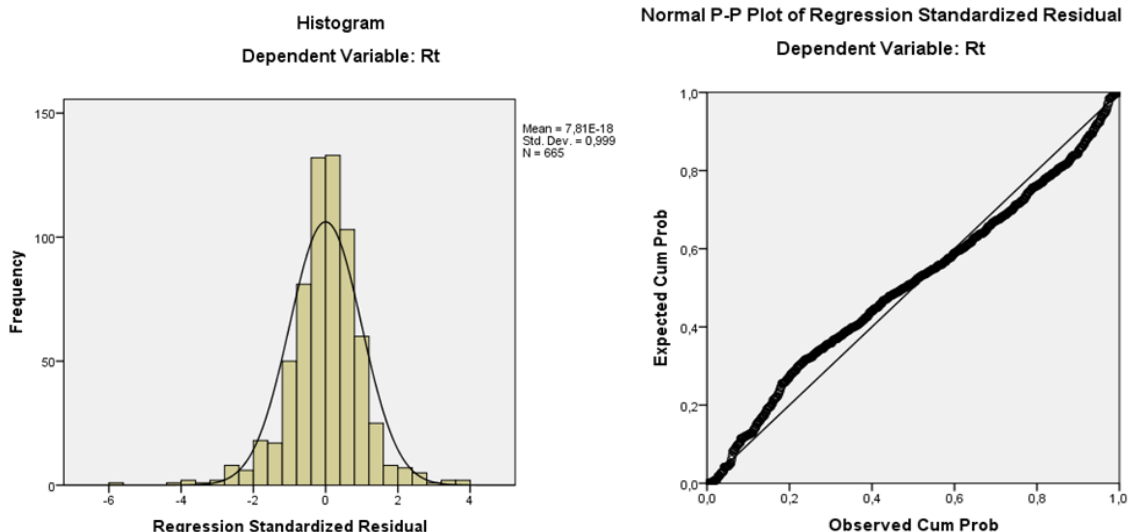 Histogram
Dependent Variable: Rt
Mean = 7,81E-18
Std. Dev. = 0,999
N = 665
Frequency
150
100
50
0
-6 -4 -2 0 2 4
Regression Standardized Residual
Normal P-P Plot of Regression Standardized Residual
Dependent Variable: Rt
Expected Cum Prob
1,0
0,8
0,6
0,4
0,2
0,0
0,0 0,2 0,4 0,6 0,8 1,0
Observed Cum Prob